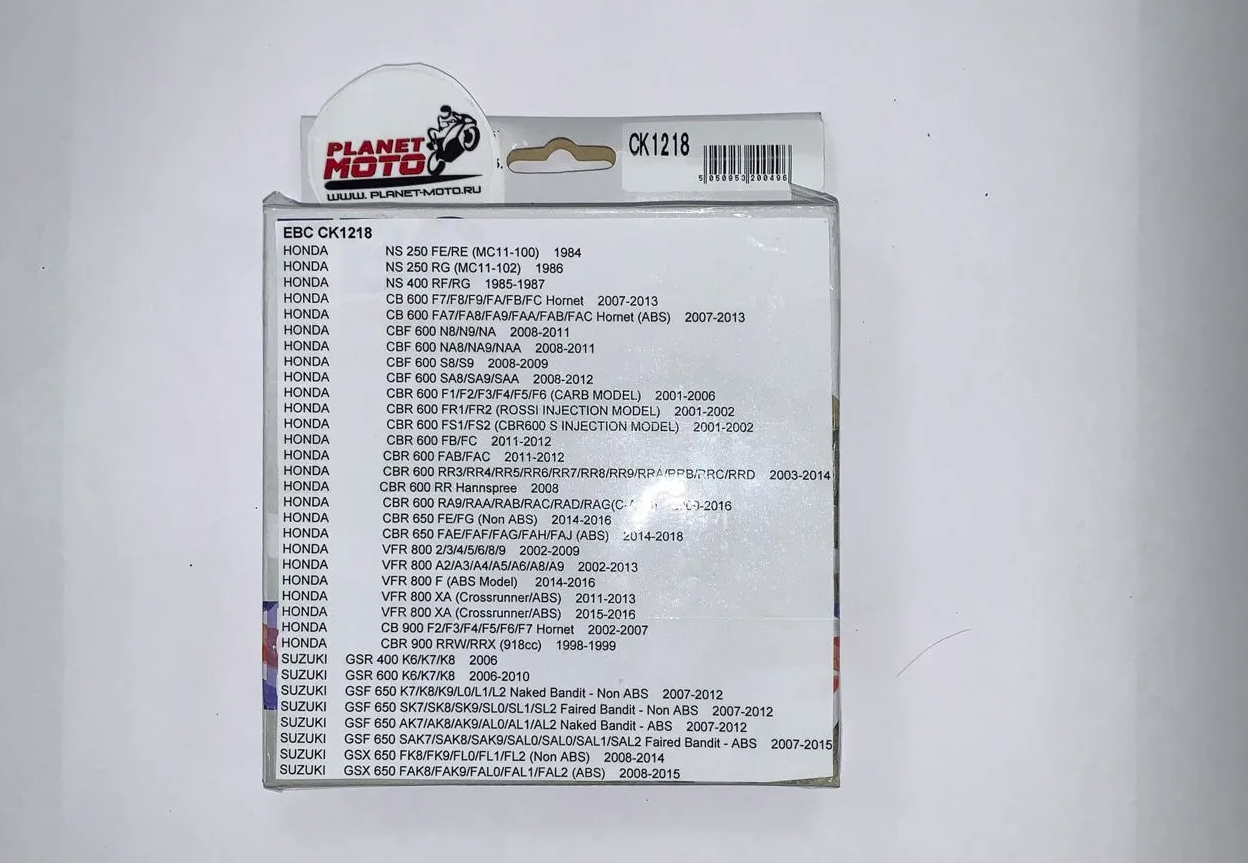 PLANET
MOTO
WWW. PLANET-MOTO.RU
CK1218
5 050953 200496
EBC CK1218
HONDA NS 250 FE/RE (MC11-100) 1984
HONDA NS 250 RG (MC11-102) 1986
HONDA NS 400 RF/RG 1985-1987
HONDA CB 600 F7/F8/F9/FA/FB/FC Hornet 2007-2013
HONDA CB 600 FA7/FA8/FA9/FAA/FAB/FAC Hornet (ABS) 2007-2013
HONDA CBF 600 N8/N9/NA 2008-2011
HONDA CBF 600 NA8/NA9/NAA 2008-2011
HONDA CBF 600 S8/S9 2008-2009
HONDA CBF 600 SA8/SA9/SAA 2008-2012
HONDA CBR 600 F1/F2/F3/F4/F5/F6 (CARB MODEL) 2001-2006
HONDA CBR 600 FR1/FR2 (ROSSI INJECTION MODEL) 2001-2002
HONDA CBR 600 FS1/FS2 (CBR600 S INJECTION MODEL) 2001-2002
HONDA CBR 600 FB/FC 2011-2012
HONDA CBR 600 FAB/FAC 2011-2012
HONDA CBR 600 RR3/RR4/RR5/RR6/RR7/RR8/RR9/RRA/RRB/RRC/RRD 2003-2014
HONDA CBR 600 RR Hannspree 2008
HONDA CBR 600 RA9/RAA/RAB/RAC/RAD/RAG
HONDA CBR 650 FE/FG (Non ABS) 2014-2016
HONDA CBR 650 FAE/FAF/FAG/FAH/FAJ (ABS) 2014-2018
HONDA VFR 800 2/3/4/5/6/8/9 2002-2009
HONDA VFR 800 A2/A3/A4/A5/A6/A8/A9 2002-2013
HONDA VFR 800 F (ABS Model) 2014-2016
HONDA VFR 800 XA (Crossrunner/ABS) 2011-2013
HONDA VFR 800 XA (Crossrunner/ABS) 2015-2016
HONDA CB 900 F2/F3/F4/F5/F6/F7 Hornet 2002-2007
HONDA CBR 900 RRW/RRX (918cc) 1998-1999
SUZUKI GSR 400 K6/K7/K8 2006
SUZUKI GSR 600 K6/K7/K8 2006-2010
SUZUKI GSF 650 K7/K8/K9/L0/L1/L2 Naked Bandit - Non ABS 2007-2012
SUZUKI GSF 650 SK7/SK8/SK9/SL0/SL1/SL2 Faired Bandit - Non ABS 2007-2012
SUZUKI GSF 650 AK7/AK8/AK9/AL0/AL1/AL2 Naked Bandit - ABS 2007-2012
SUZUKI GSF 650 SAK7/SAK8/SAK9/SAL0/SAL0/SAL1/SAL2 Faired Bandit - ABS 2007-2015
SUZUKI GSX 650 FK8/FK9/FL0/FL1/FL2 (Non ABS) 2008-2014
SUZUKI GSX 650 FAK8/FAK9/FAL0/FAL1/FAL2 (ABS) 2008-2015